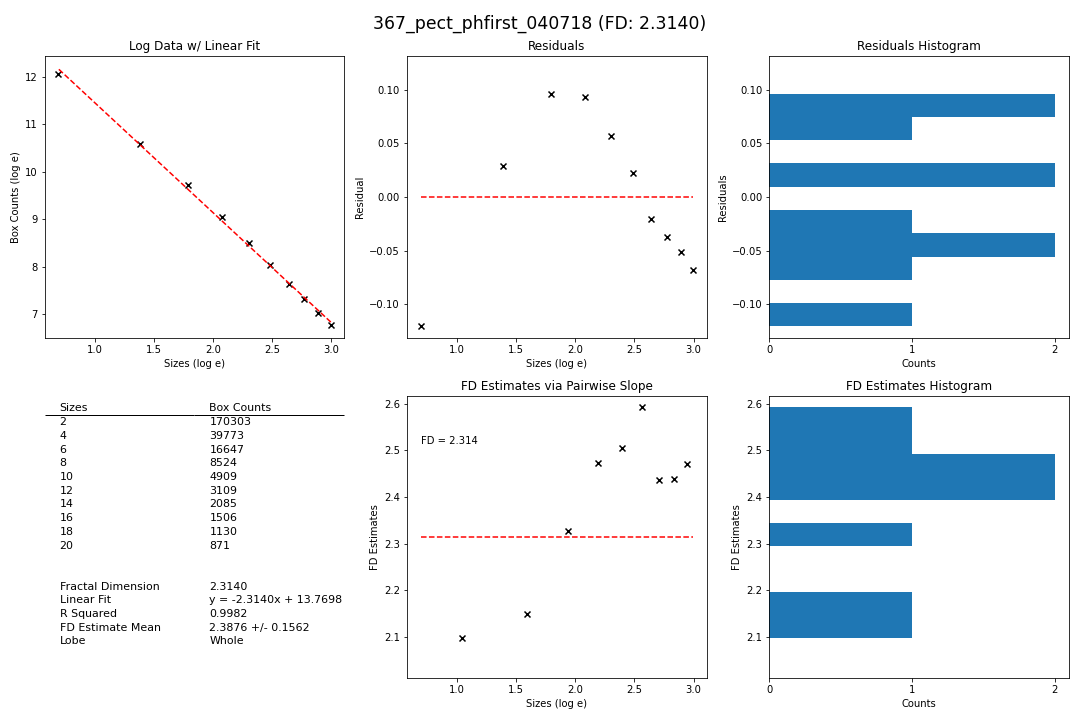 367_pect_phfirst_040718 (FD: 2.3140)
Log Data w/ Linear Fit
Box Counts (log e)
12
11
10
9
8
7
1.0 1.5 2.0 2.5 3.0
Sizes (log e)
Residuals
Residual
0.10
0.05
0.00
−0.05
−0.10
1.0 1.5 2.0 2.5 3.0
Sizes (log e)
Residuals Histogram
Residuals
0.10
0.05
0.00
−0.05
−0.10
0 1 2
Counts
Sizes Box Counts
2 170303
4 39773
6 16647
8 8524
10 4909
12 3109
14 2085
16 1506
18 1130
20 871
Fractal Dimension 2.3140
Linear Fit y = -2.3140x + 13.7698
R Squared 0.9982
FD Estimate Mean 2.3876 +/- 0.1562
Lobe Whole
FD Estimates via Pairwise Slope
FD Estimates
2.6
2.5
2.4
2.3
2.2
2.1
FD = 2.314
1.0 1.5 2.0 2.5 3.0
Sizes (log e)
FD Estimates Histogram
FD Estimates
2.6
2.5
2.4
2.3
2.2
2.1
0 1 2
Counts